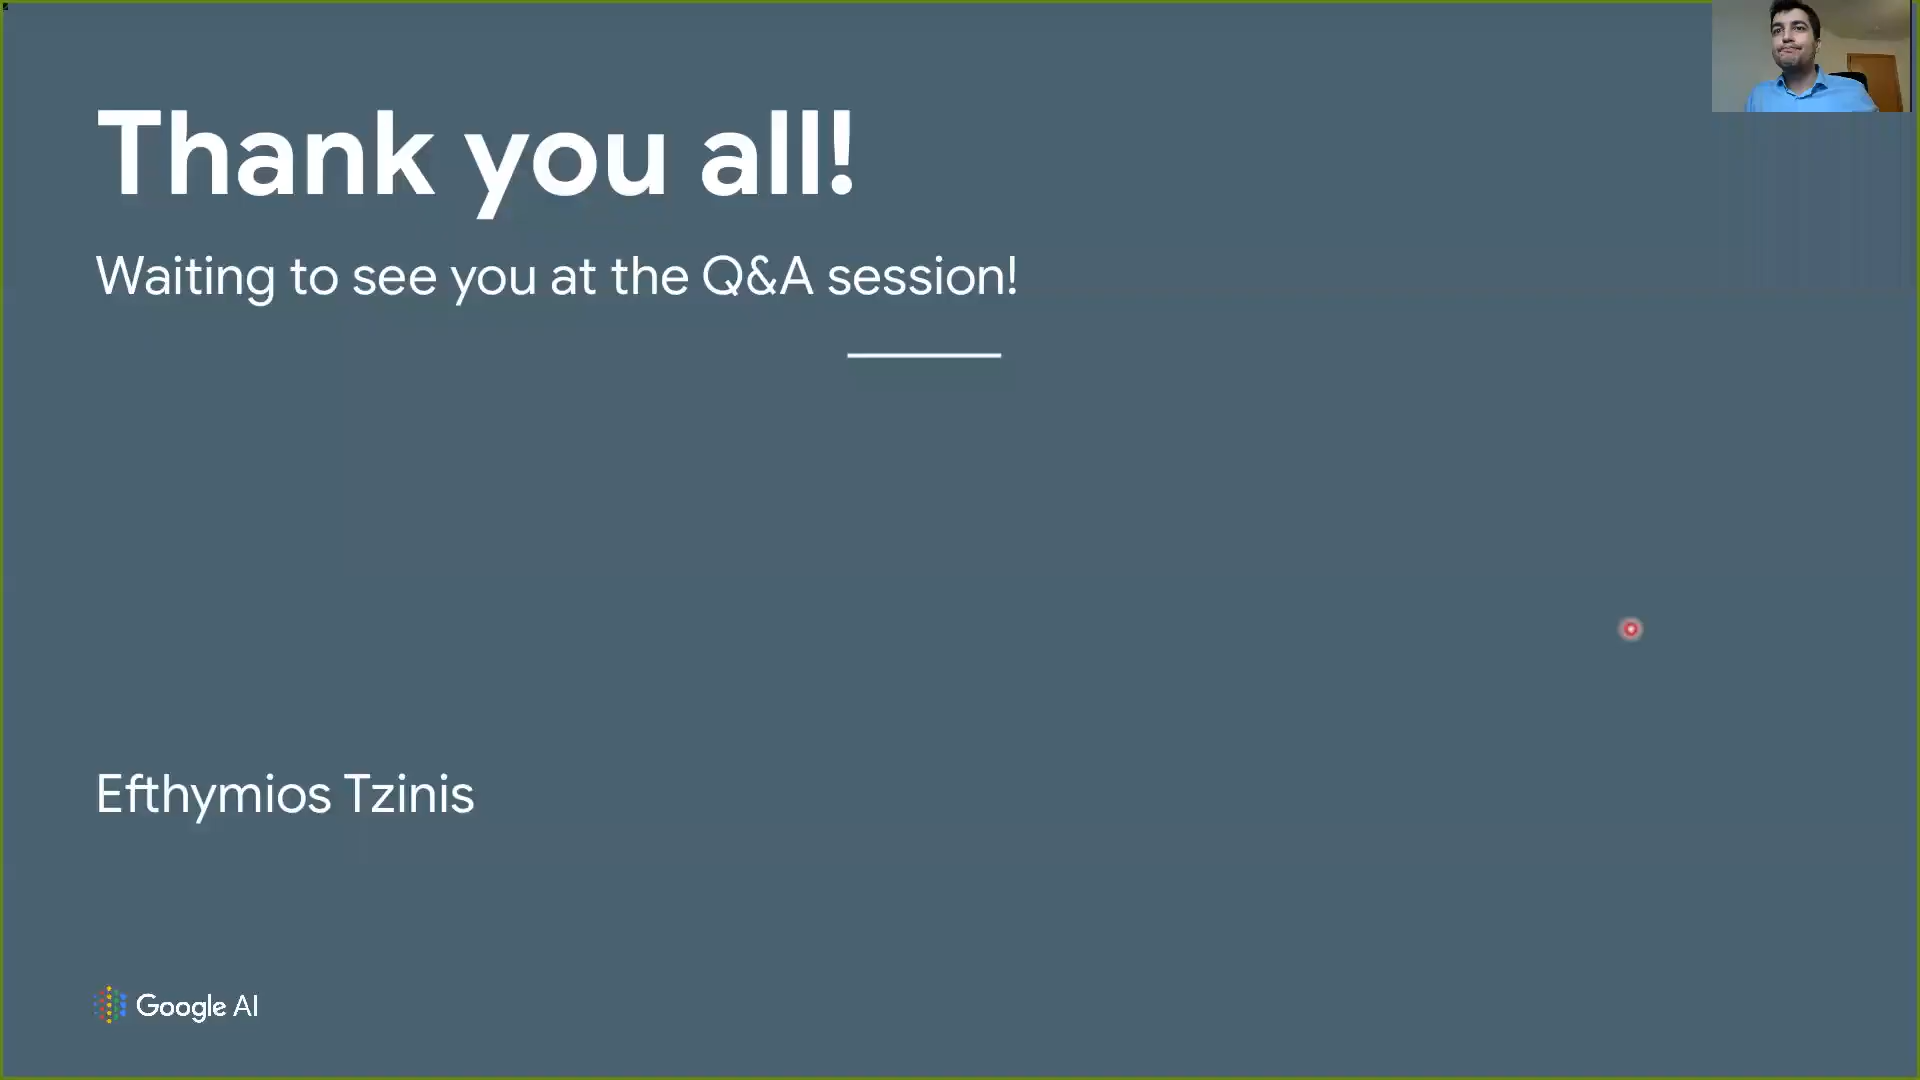 Thank you all!
Waiting to see you at the Q&A session!
Efthymios Tzinis
Google AI